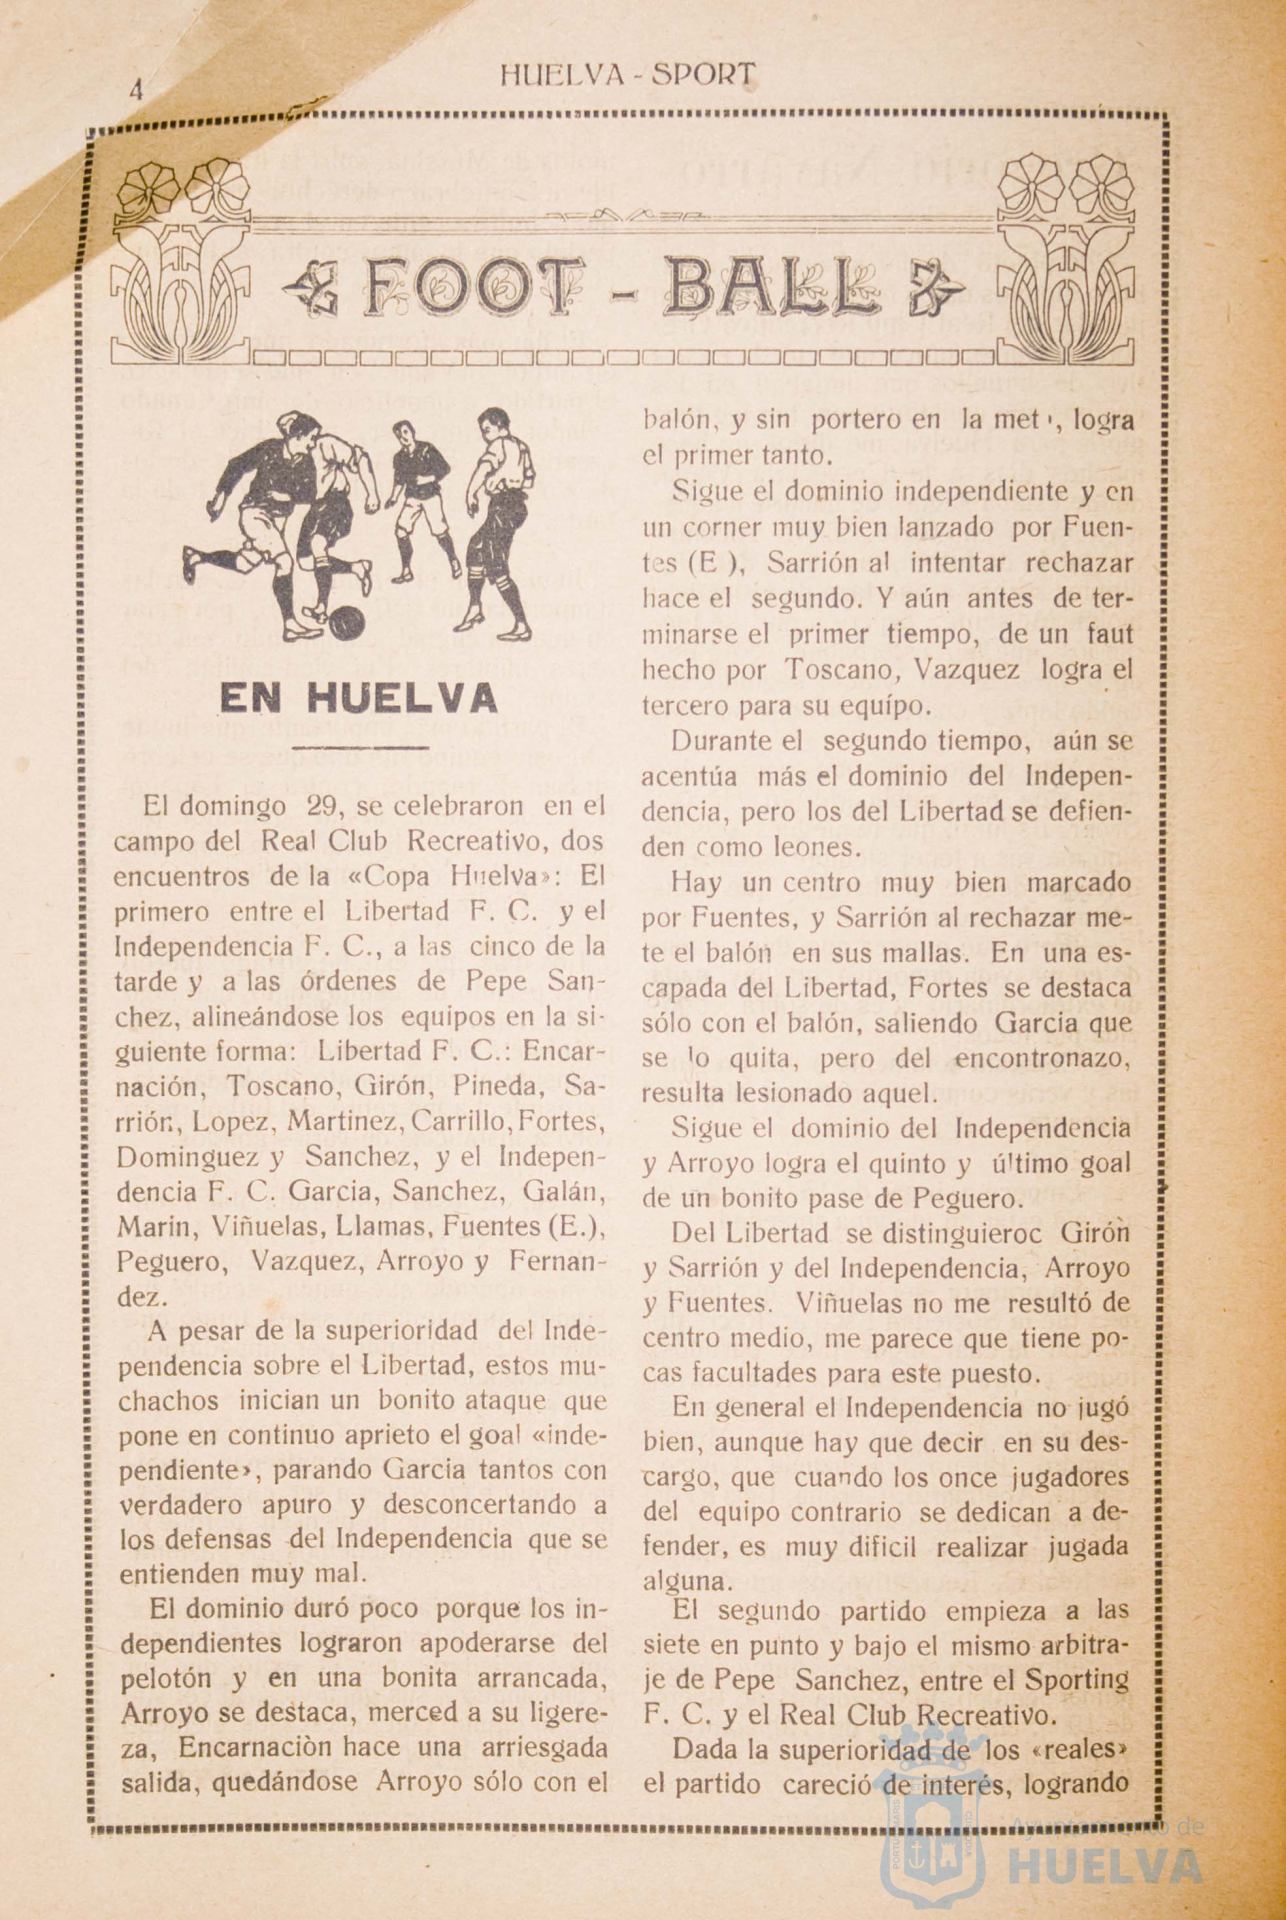 4
HUELVA - SPORT
FOOT - BALL
EN HUELVA
El domingo 29, se celebraron en el
campo del Real Club Recreativo, dos
encuentros de la «Copa Huelva»: El
primero entre el Libertad F. C. y el
Independencia F. C., a las cinco de la
tarde y a las órdenes de Pepe San-
chez, alineándose los equipos en la si-
guiente forma: Libertad F. C.: Encar-
nación, Toscano, Girón, Pineda, Sa-
rrión, Lopez, Martinez, Carrillo, Fortes,
Dominguez y Sanchez, y el Indepen-
dencia F. C. Garcia, Sanchez, Galán,
Marin, Viñuelas, Llamas, Fuentes (E.),
Peguero, Vazquez, Arroyo y Fernan-
dez.
A pesar de la superioridad del Inde-
pendencia sobre el Libertad, estos mu-
chachos inician un bonito ataque que
pone en continuo aprieto el goal «inde-
pendiente», parando Garcia tantos con
verdadero apuro y desconcertando a
los defensas del Independencia que se
entienden muy mal.
El dominio duró poco porque los in-
dependientes lograron apoderarse del
pelotón y en una bonita arrancada,
Arroyo se destaca, merced a su ligere-
za, Encarnaciòn hace una arriesgada
salida, quedándose Arroyo sólo con el
balón, y sin portero en la met', logra
el primer tanto.
Sigue el dominio independiente y en
un corner muy bien lanzado por Fuen-
tes (E ), Sarrión al intentar rechazar
hace el segundo. Y aún antes de ter-
minarse el primer tiempo, de un faut
hecho por Toscano, Vazquez logra el
tercero para su equípo.
Durante el segundo tiempo, aún se
acentúa más el dominio del Indepen-
dencia, pero los del Libertad se defien-
den como leones.
Hay un centro muy bien marcado
por Fuentes, y Sarrión al rechazar me-
te el balón en sus mallas. En una es-
capada del Libertad, Fortes se destaca
sólo con el balón, saliendo Garcia que
se lo quita, pero del encontronazo,
resulta lesionado aquel.
Sigue el dominio del Independencia
y Arroyo logra el quinto y último goal
de un bonito pase de Peguero.
Del Libertad se distinguieroc Girón
y Sarrión y del Independencia, Arroyo
y Fuentes. Viñuelas no me resultó de
centro medio, me parece que tiene po-
cas facultades para este puesto.
En general el Independencia no jugó
bien, aunque hay que decir en su des-
cargo, que cuando los once jugadores
del equipo contrario se dedican a de-
fender, es muy dificil realizar jugada
alguna.
El segundo partido empieza a las
siete en punto y bajo el mismo arbitra-
je de Pepe Sanchez, entre el Sporting
F. C. y el Real Club Recreativo.
Dada la superioridad de los «reales»
el partido careció de interés, logrando
Ayuntamiento de
HUELVA